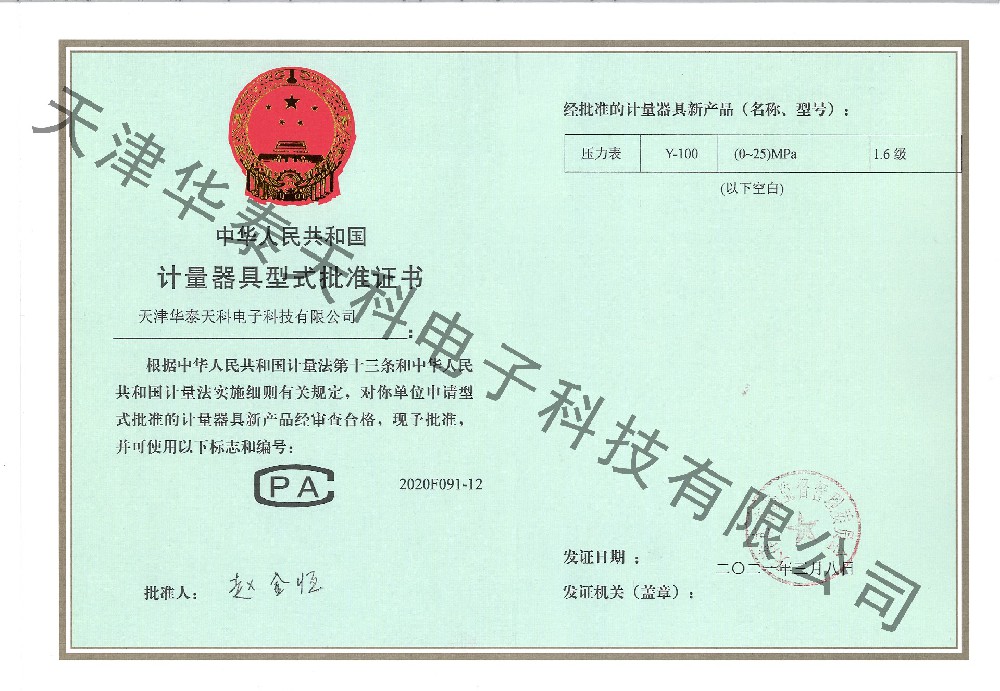 中华人民共和国
计量器具型式批准证书
天津华泰天科电子科技有限公司
:
根据中华人民共和国计量法第十三条和中华人民
共和国计量法实施细则有关规定，对你单位申请型
式批准的计量器具新产品经审查合格，现予批准，
并可使用以下标志和编号：
CPA 2020F091-12
批准人： 赵金恒
经批准的计量器具新产品（名称、型号）：
压力表 Y-100 (0~25)MPa 1.6 级
(以下空白)
发证日期 ：
二〇二一年三月八日
发证机关（盖章）：
天津华泰天科电子科技有限公司